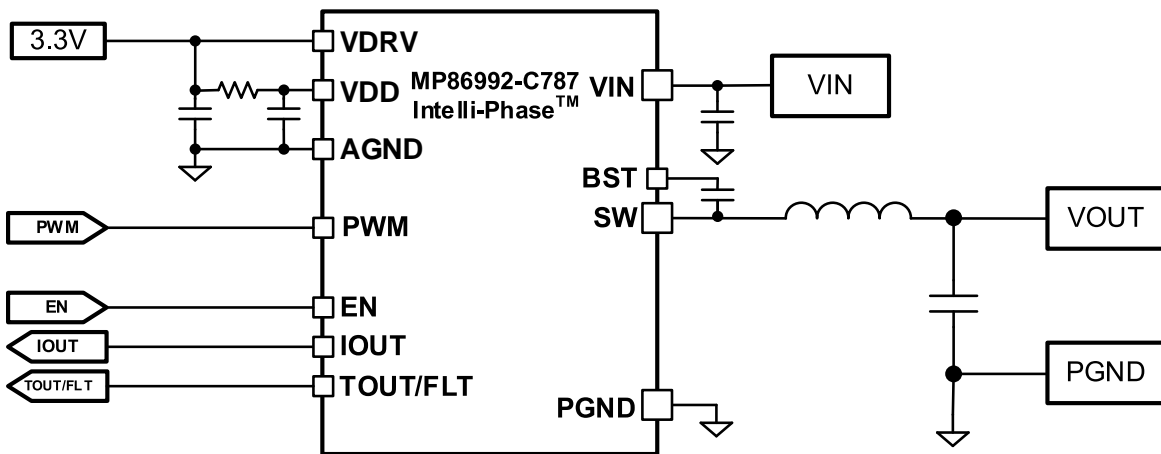 3.3V
VDRV
VDD
AGND
MP86992-C787
Intelli-Phase™
VIN
VIN
BST
SW
VOUT
PWM
PWM
EN
EN
IOUT
IOUT
TOUT/FLT
TOUT/FLT
PGND
PGND